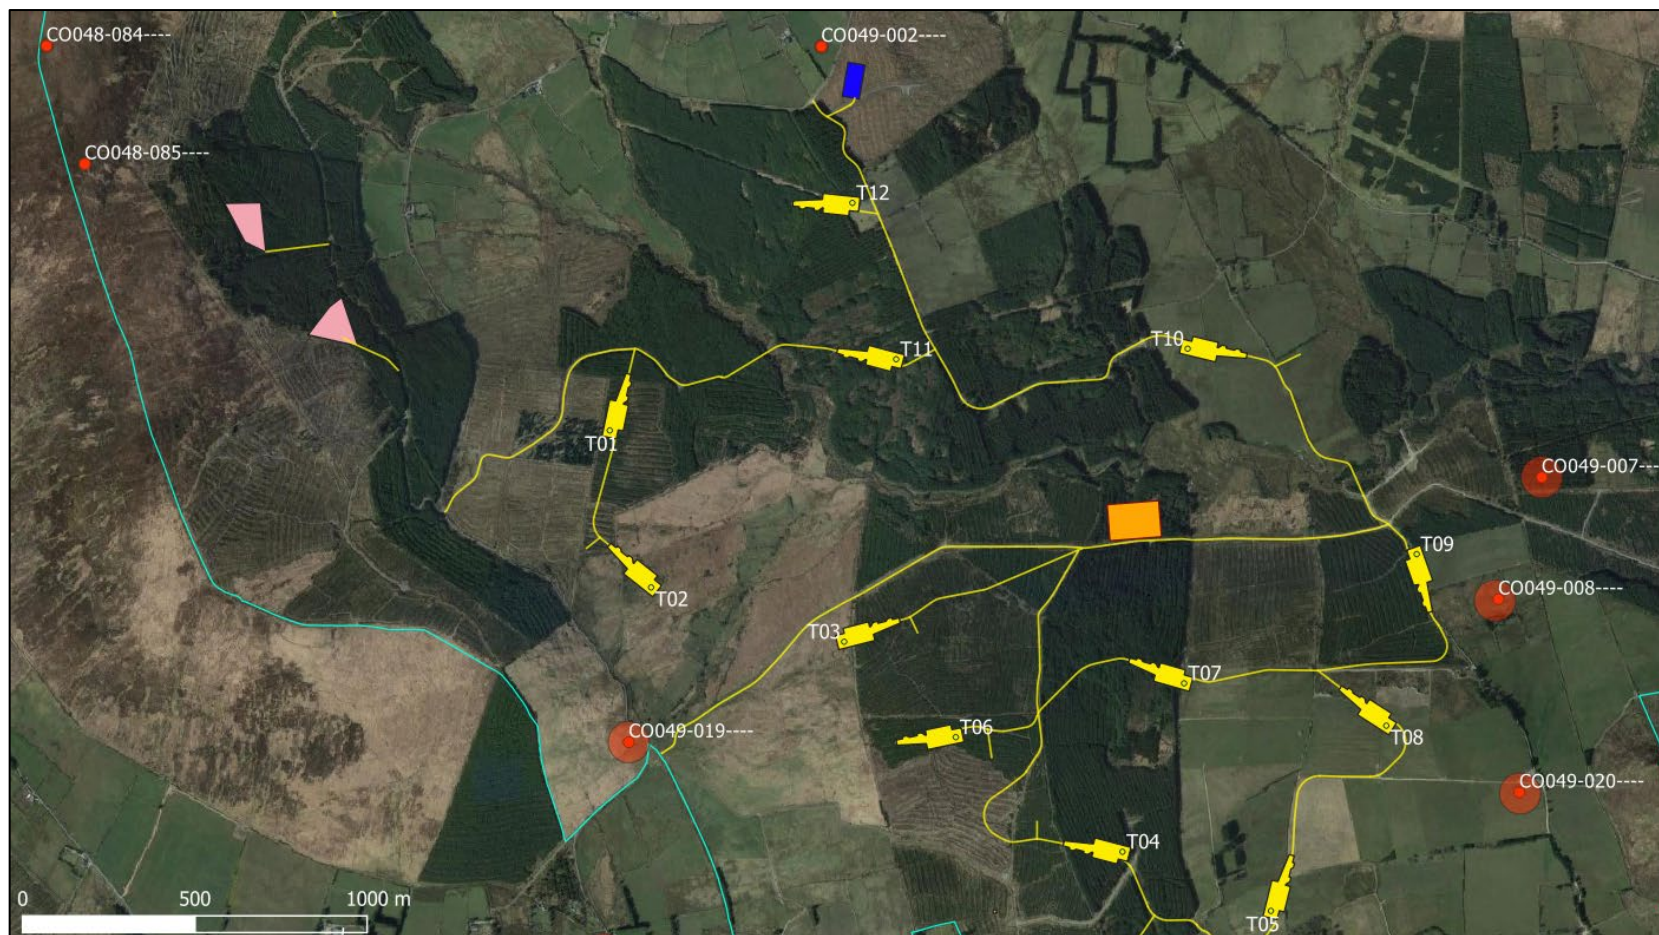 CO048-084----
CO049-002----
CO048-085----
T12
T11
T10
T01
CO049-007---
T09
T02
CO049-008----
T03
T07
T06
T08
CO049-019----
CO049-020----
T04
0 500 1000 m
T05